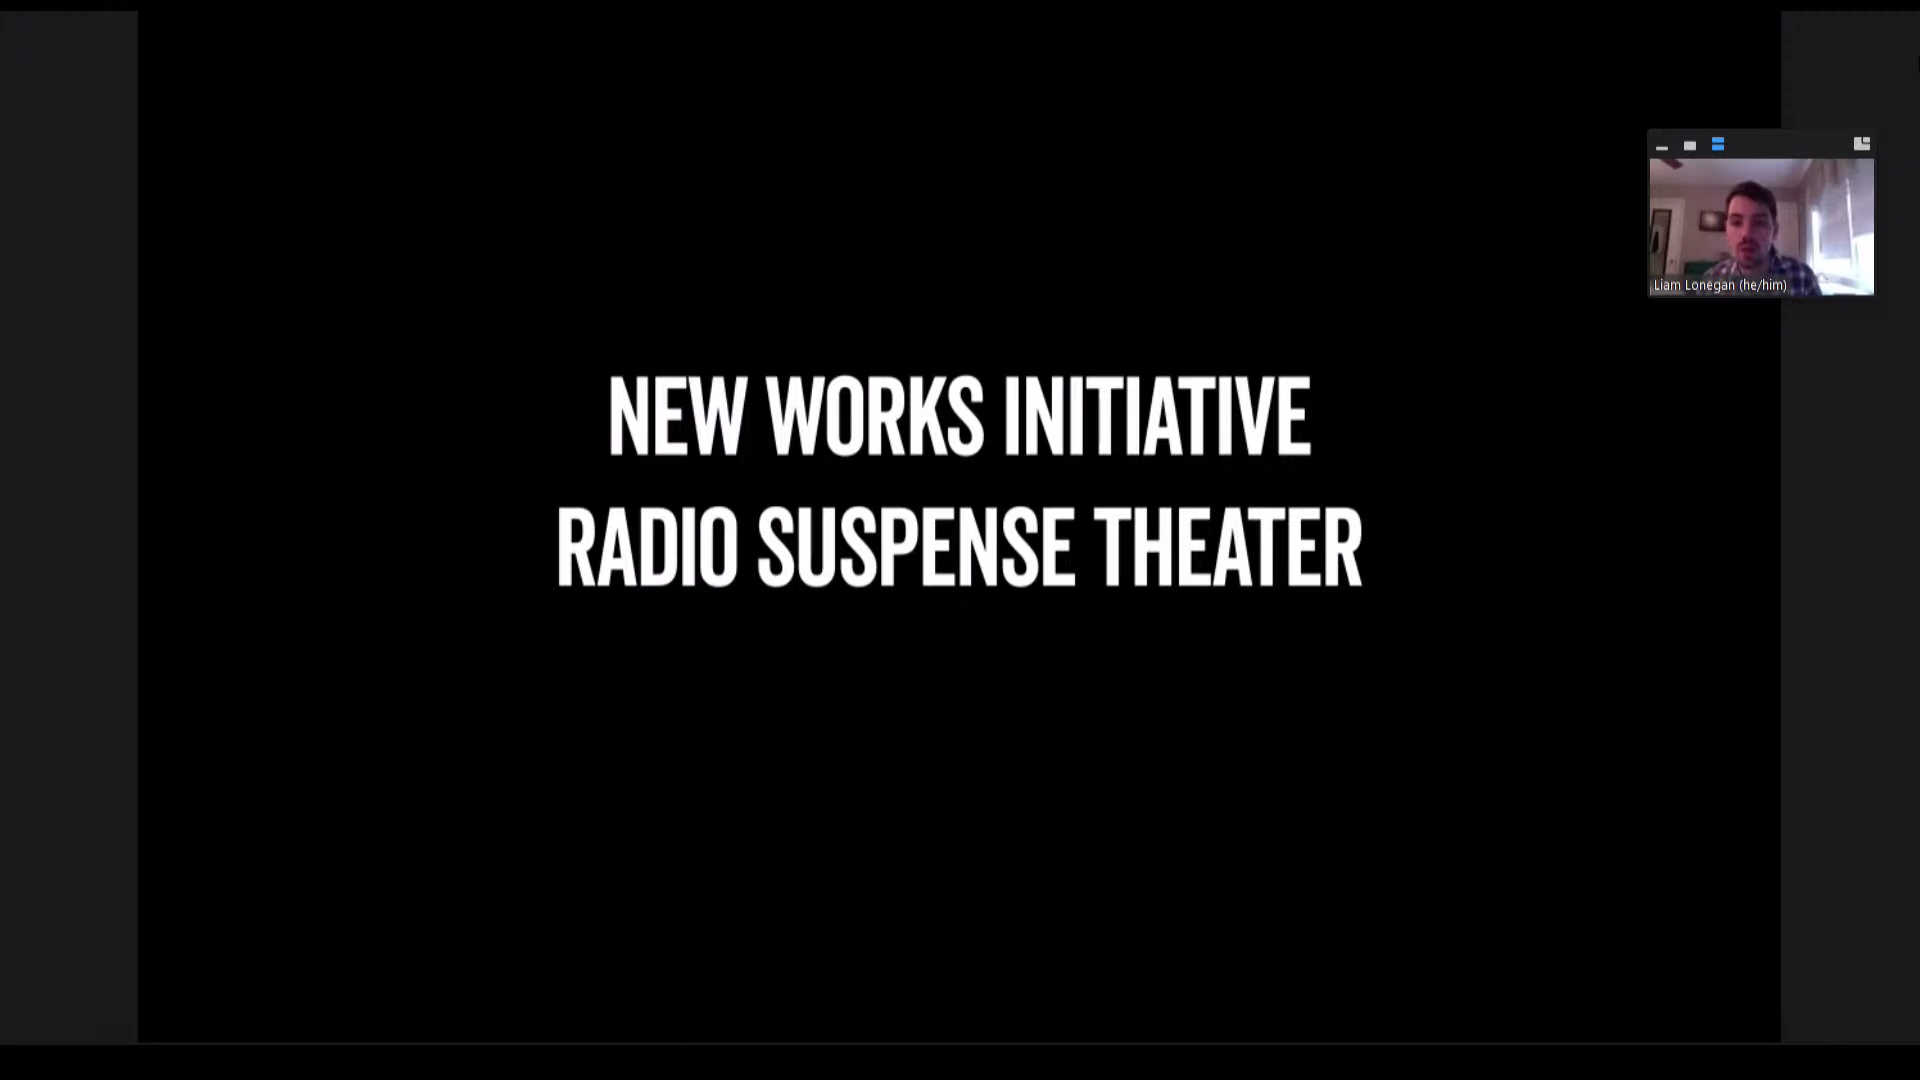 NEW WORKS INITIATIVE
RADIO SUSPENSE THEATER
Liam Lonegan (he/him)